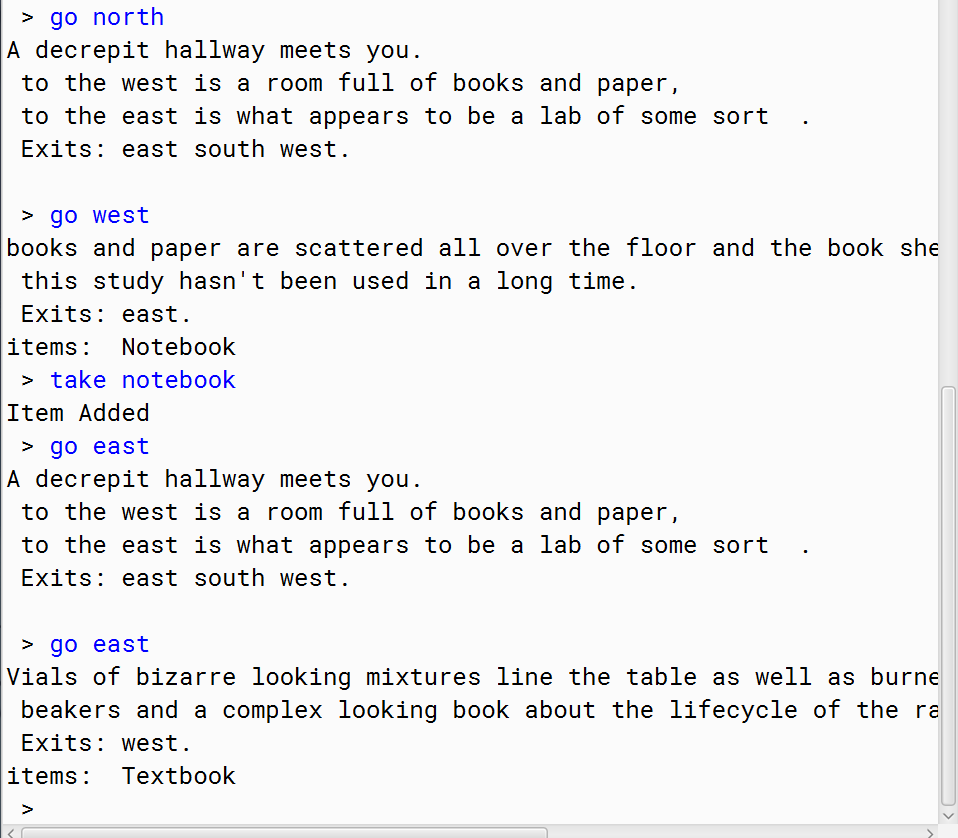 > go north
A decrepit hallway meets you.
to the west is a room full of books and paper,
to the east is what appears to be a lab of some sort  .
Exits: east south west.
> go west
books and paper are scattered all over the floor and the book she
this study hasn't been used in a long time.
Exits: east.
items:  Notebook
> take notebook
Item Added
> go east
A decrepit hallway meets you.
to the west is a room full of books and paper,
to the east is what appears to be a lab of some sort  .
Exits: east south west.
> go east
Vials of bizarre looking mixtures line the table as well as burne
beakers and a complex looking book about the lifecycle of the ra
Exits: west.
items:  Textbook
>